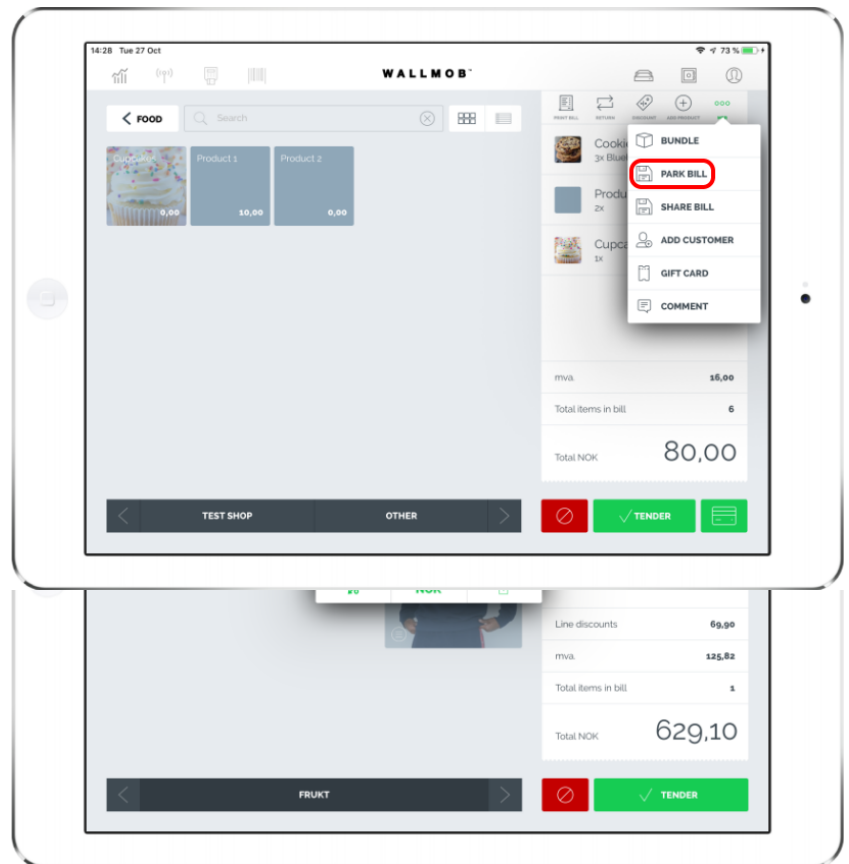 14:28 Tue 27 Oct
73 %
WALLMOB
FOOD
Search
PRINT BILL
RETURN
DISCOUNT
ADD PRODUCT
Cupcake
0,00
Product 1
10,00
Product 2
0,00
Cooki
3x Blue
Produ
2x
Cupca
1x
BUNDLE
PARK BILL
SHARE BILL
ADD CUSTOMER
GIFT CARD
COMMENT
mva. 16,00
Total items in bill 6
Total NOK 80,00
TEST SHOP
OTHER
TENDER
NOK
Line discounts 69,90
mva. 125,82
Total items in bill 1
Total NOK 629,10
FRUKT
TENDER